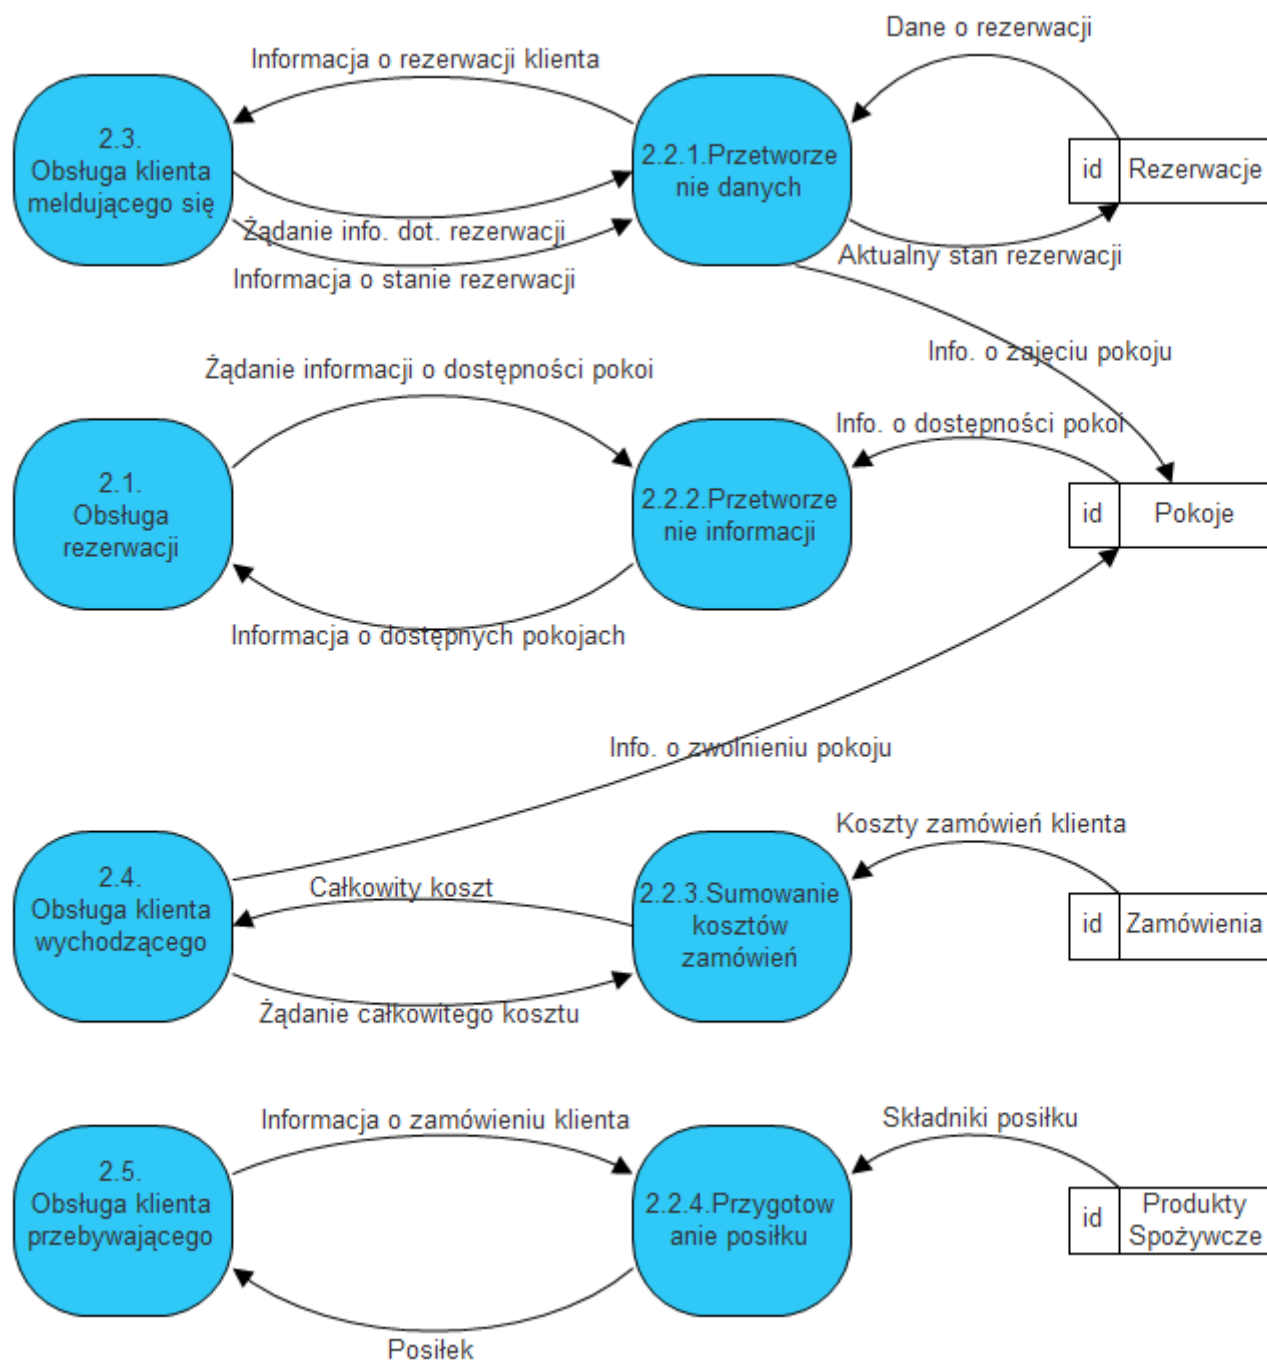 Dane o rezerwacji
Informacja o rezerwacji klienta
2.3.
Obsługa klienta
meldującego się
2.2.1.Przetworze
nie danych
id
Rezerwacje
Żądanie info. dot. rezerwacji
Informacja o stanie rezerwacji
Aktualny stan rezerwacji
Info. o zajęciu pokoju
Żądanie informacji o dostępności pokoi
Info. o dostępności pokoi
2.1.
Obsługa
rezerwacji
2.2.2.Przetworze
nie informacji
id
Pokoje
Informacja o dostępnych pokojach
Info. o zwolnieniu pokoju
Koszty zamówień klienta
2.4.
Obsługa klienta
wychodzącego
Całkowity koszt
2.2.3.Sumowanie
kosztów
zamówień
id
Zamówienia
Żądanie całkowitego kosztu
Informacja o zamówieniu klienta
Składniki posiłku
2.5.
Obsługa klienta
przebywającego
2.2.4.Przygotow
anie posiłku
id
Produkty
Spożywcze
Posiłek